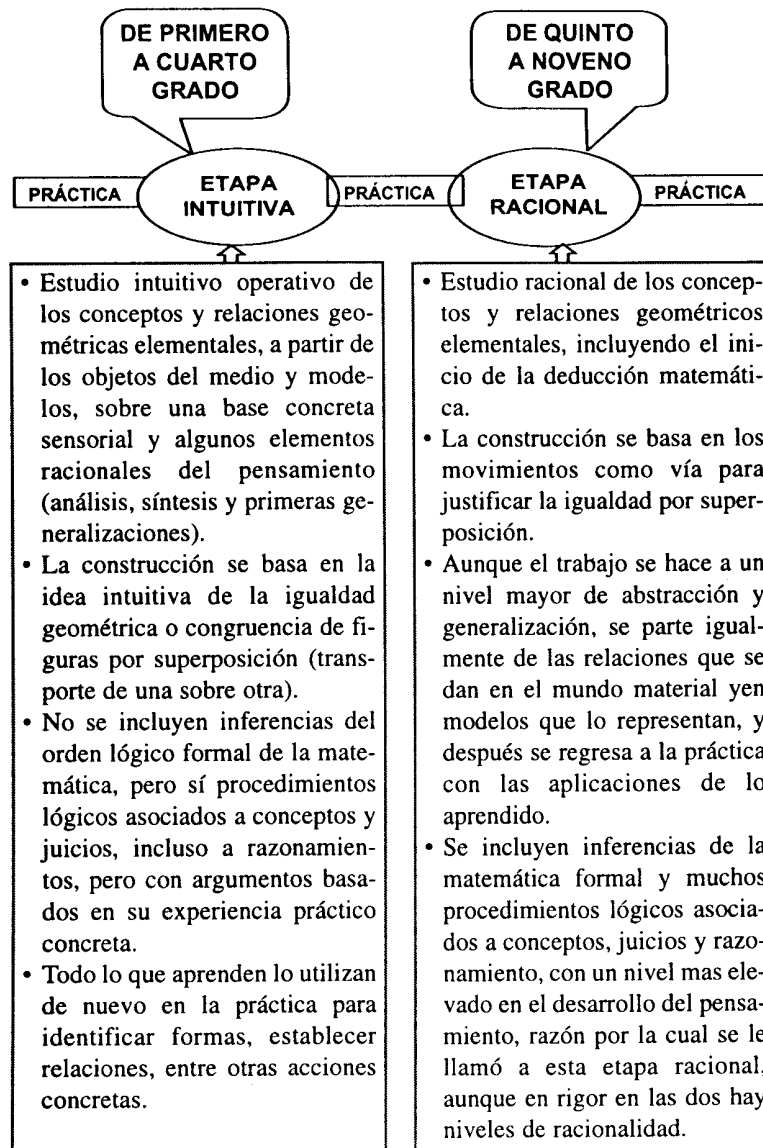 DE PRIMERO
A CUARTO
GRADO
DE QUINTO
A NOVENO
GRADO
PRÁCTICA
ETAPA
INTUITIVA
PRÁCTICA
ETAPA
RACIONAL
PRÁCTICA
• Estudio intuitivo operativo de
los conceptos y relaciones geo-
métricas elementales, a partir de
los objetos del medio y mode-
los, sobre una base concreta
sensorial y algunos elementos
racionales del pensamiento
(análisis, síntesis y primeras ge-
neralizaciones).
• La construcción se basa en la
idea intuitiva de la igualdad
geométrica o congruencia de fi-
guras por superposición (trans-
porte de una sobre otra).
• No se incluyen inferencias del
orden lógico formal de la mate-
mática, pero sí procedimientos
lógicos asociados a conceptos y
juicios, incluso a razonamien-
tos, pero con argumentos basa-
dos en su experiencia práctico
concreta.
• Todo lo que aprenden lo utilizan
de nuevo en la práctica para
identificar formas, establecer
relaciones, entre otras acciones
concretas.
• Estudio racional de los concep-
tos y relaciones geométricos
elementales, incluyendo el ini-
cio de la deducción matemáti-
ca.
• La construcción se basa en los
movimientos como vía para
justificar la igualdad por super-
posición.
• Aunque el trabajo se hace a un
nivel mayor de abstracción y
generalización, se parte igual-
mente de las relaciones que se
dan en el mundo material yen
modelos que lo representan, y
después se regresa a la práctica
con las aplicaciones de lo
aprendido.
• Se incluyen inferencias de la
matemática formal y muchos
procedimientos lógicos asocia-
dos a conceptos, juicios y razo-
namiento, con un nivel mas ele-
vado en el desarrollo del pensa-
miento, razón por la cual se le
llamó a esta etapa racional,
aunque en rigor en las dos hay
niveles de racionalidad.